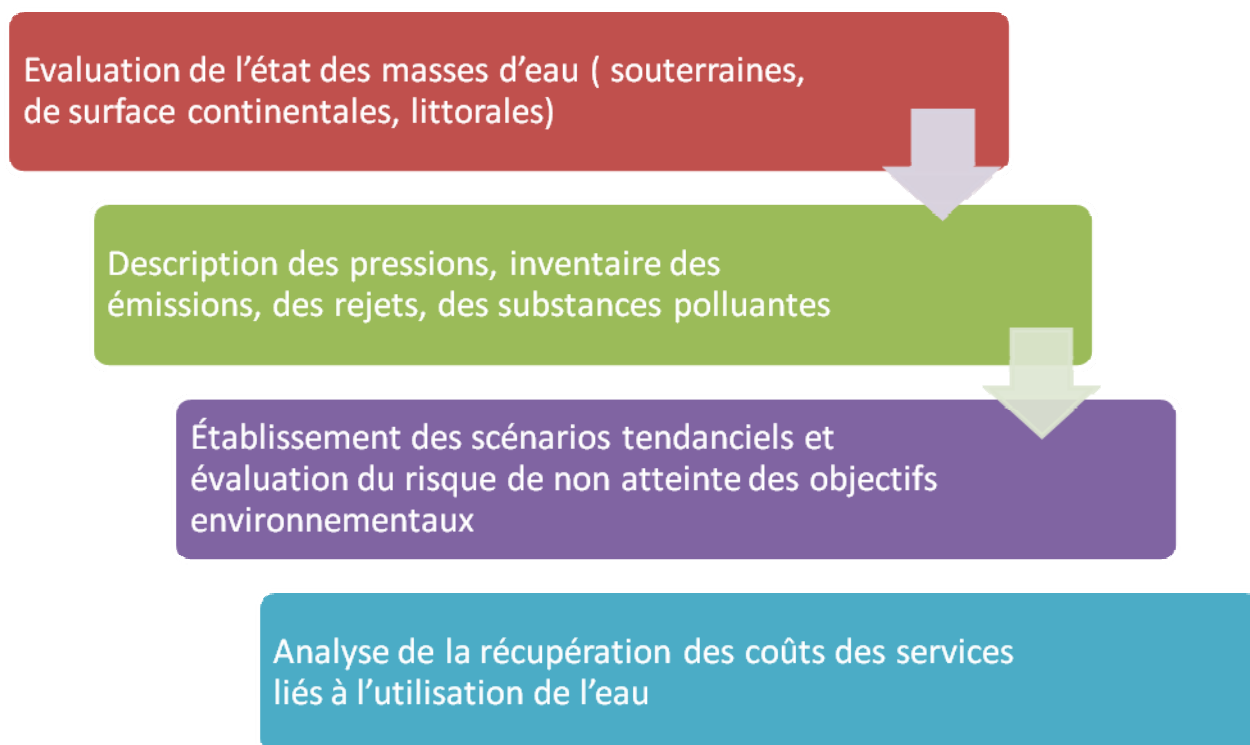 Evaluation de l’état des masses d’eau ( souterraines,
de surface continentales, littorales)
Description des pressions, inventaire des
émissions, des rejets, des substances polluantes
Établissement des scénarios tendanciels et
évaluation du risque de non atteinte des objectifs
environnementaux
Analyse de la récupération des coûts des services
liés à l’utilisation de l’eau